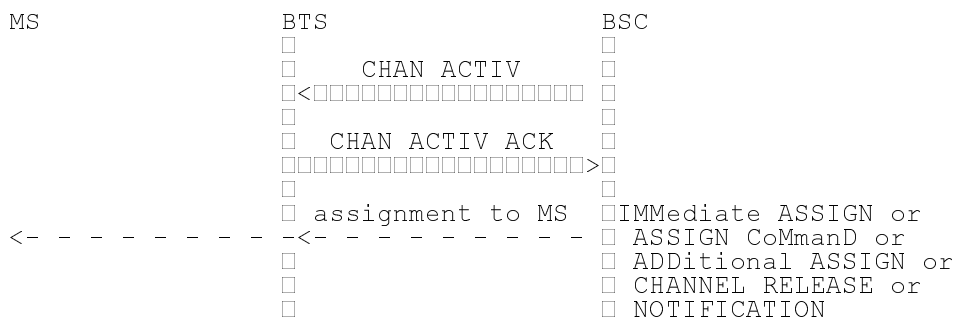 MS BTS BSC
CHAN ACTIV
<
CHAN ACTIV ACK
>
assignment to MS IMMediate ASSIGN or
<- - - - - - - - - -<- - - - - - - - - ASSIGN CoMmanD or
ADDitional ASSIGN or
CHANNEL RELEASE or
NOTIFICATION